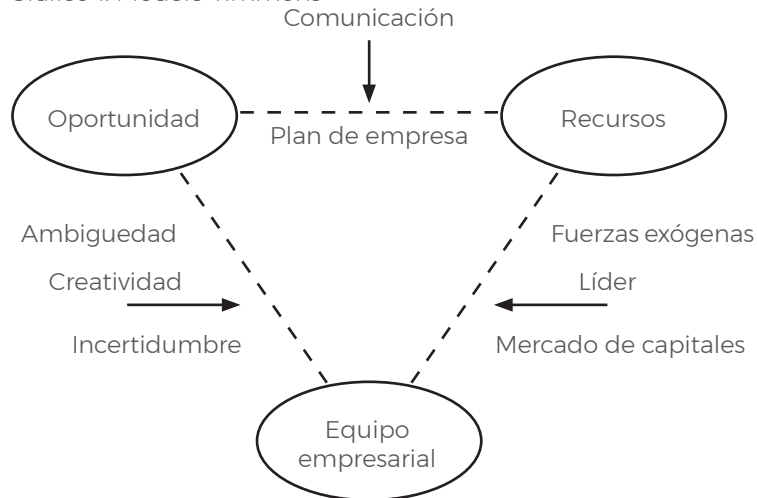 Comunicación
Oportunidad
Plan de empresa
Recursos
Ambiguedad
Fuerzas exógenas
Creatividad
Líder
Incertidumbre
Mercado de capitales
Equipo
empresarial